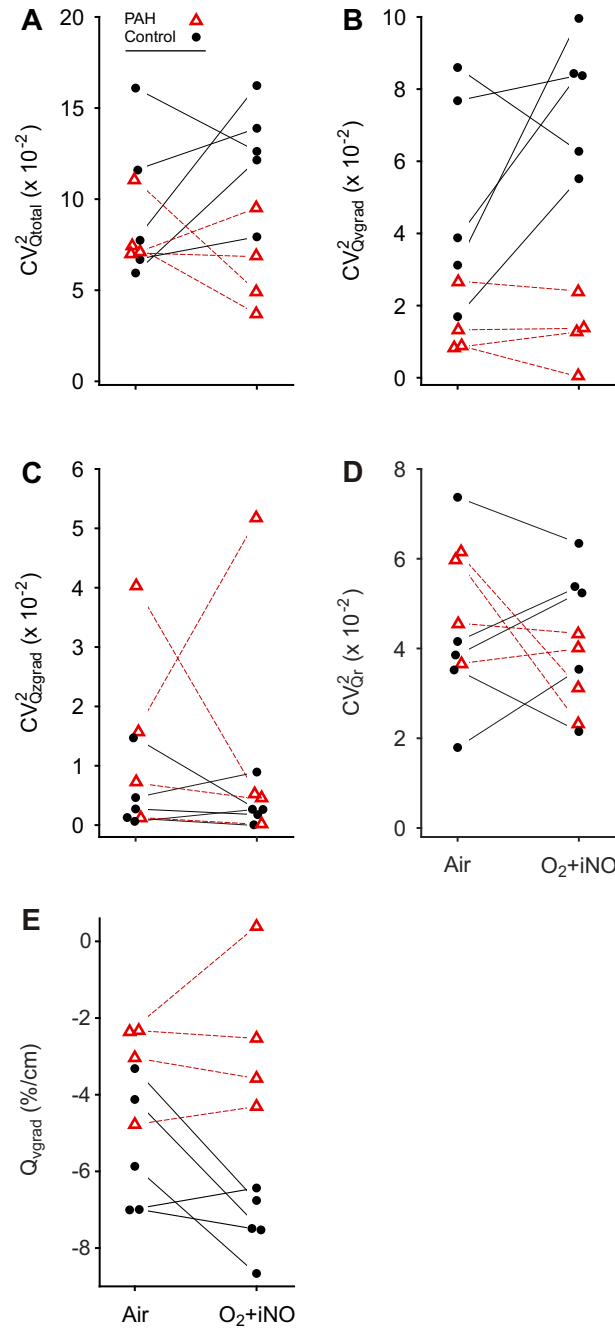 A
PAH
Control
20
15
10
5
0
CV²Qtotal (x 10⁻²)
B
10
8
6
4
2
0
CV²Qvgrad (x 10⁻²)
C
6
5
4
3
2
1
0
CV²Qzgrad (x 10⁻²)
D
8
6
4
2
0
CV²Qr (x 10⁻²)
Air
O₂+iNO
E
0
-2
-4
-6
-8
Qvgrad (%/cm)
Air
O₂+iNO